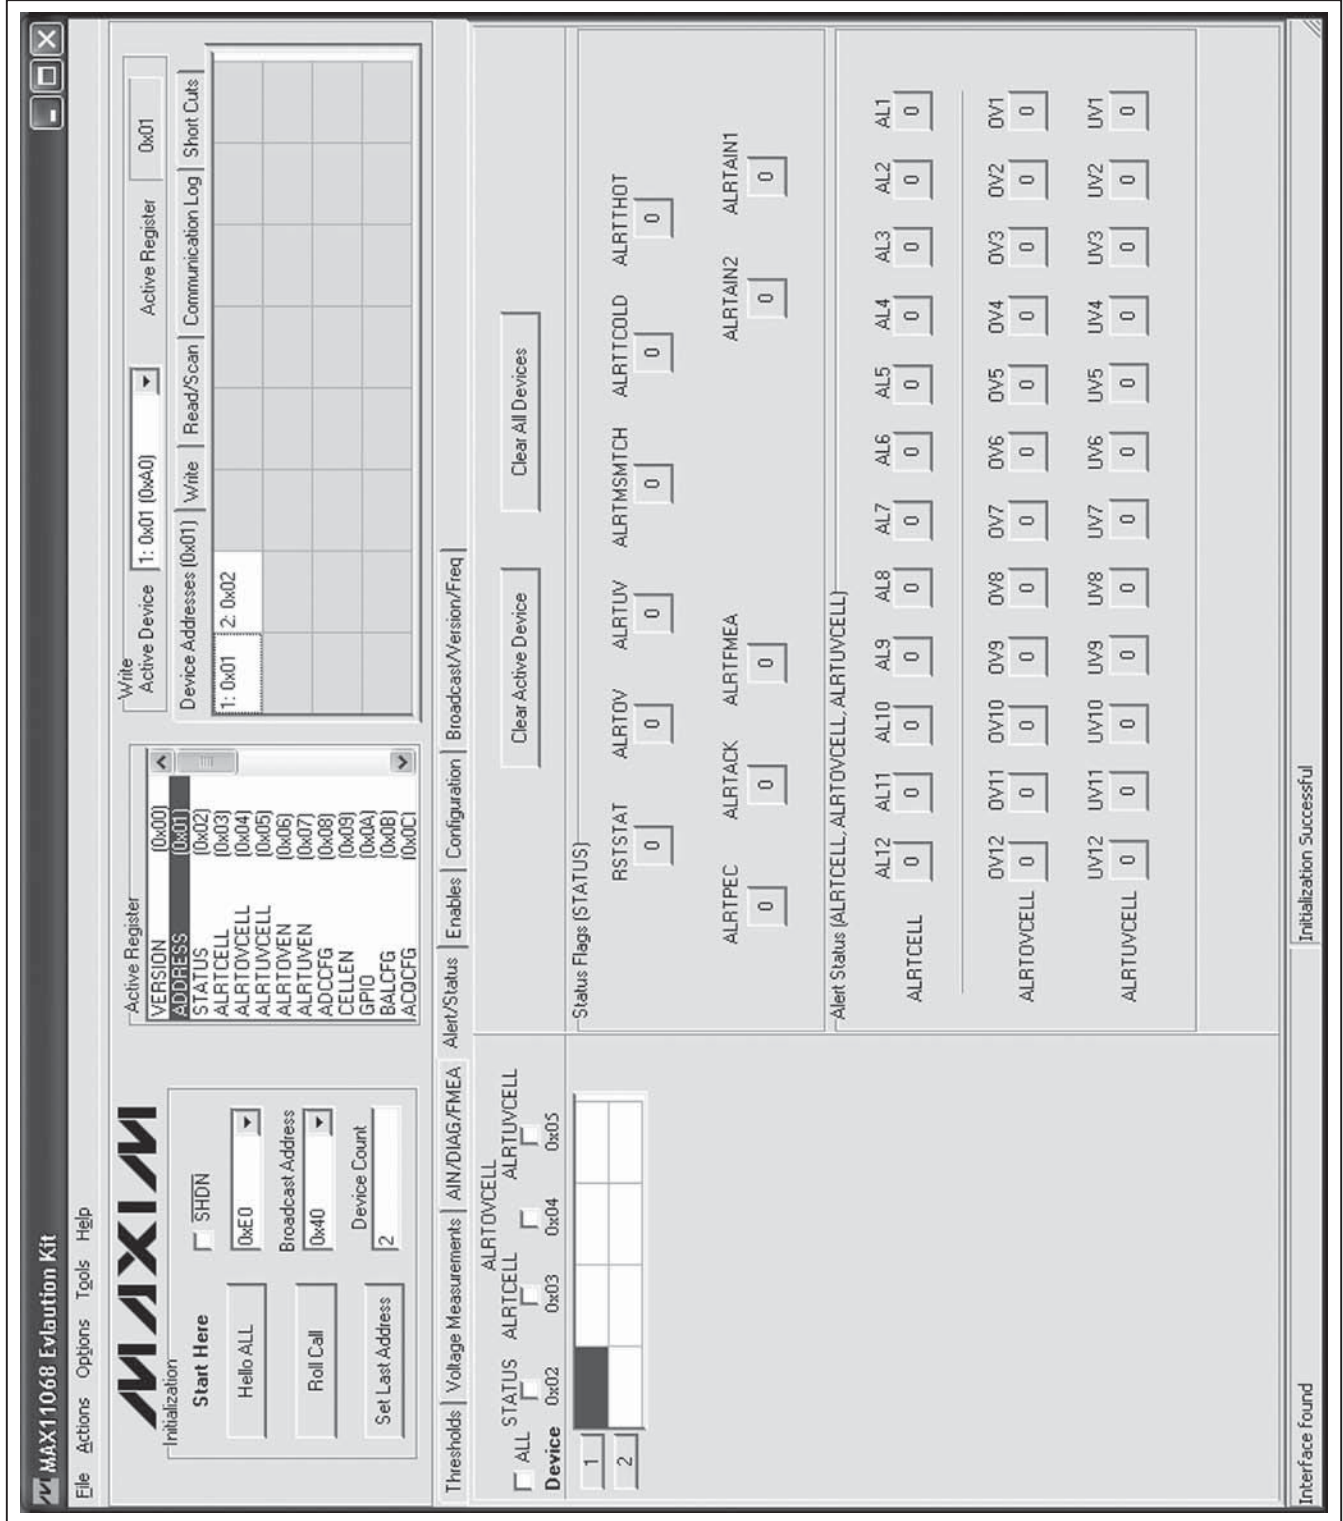 MAX11068 Evlaution Kit
File Actions Options Tools Help
MAXIM
Initialization
Start Here
SHDN
Hello ALL
0xE0
Broadcast Address
Roll Call
0x40
Device Count
Set Last Address
2
Active Register
VERSION (0x00)
ADDRESS (0x01)
STATUS (0x02)
ALRTCELL (0x03)
ALRTOVCELL (0x04)
ALRTUVCELL (0x05)
ALRTOVEN (0x06)
ALRTUVEN (0x07)
ADCCFG (0x08)
CELLEN (0x09)
GPIO (0x0A)
BALCFG (0x0B)
ACQCFG (0x0C)
Write
Active Device 1: 0x01 (0xA0) Active Register 0x01
Device Addresses (0x01) Write Read/Scan Communication Log Short Cuts
1: 0x01 2: 0x02
Thresholds Voltage Measurements AIN/DIAG/FMEA Alert/Status Enables Configuration Broadcast/Version/Freq
ALRTOVCELL
ALL STATUS ALRTCELL ALRTUVCELL
Device 0x02 0x03 0x04 0x05
1
2
Clear Active Device Clear All Devices
Status Flags (STATUS)
RSTSTAT ALRTOV ALRTUV ALRTMSMTCH ALRTTCOLD ALRTTHOT
0 0 0 0 0 0
ALRTPEC ALRTACK ALRTFMEA ALRTAIN2 ALRTAIN1
0 0 0 0 0
Alert Status (ALRTCELL, ALRTOVCELL, ALRTUVCELL)
AL12 AL11 AL10 AL9 AL8 AL7 AL6 AL5 AL4 AL3 AL2 AL1
ALRTCELL 0 0 0 0 0 0 0 0 0 0 0 0
OV12 OV11 OV10 OV9 OV8 OV7 OV6 OV5 OV4 OV3 OV2 OV1
ALRTOVCELL 0 0 0 0 0 0 0 0 0 0 0 0
UV12 UV11 UV10 UV9 UV8 UV7 UV6 UV5 UV4 UV3 UV2 UV1
ALRTUVCELL 0 0 0 0 0 0 0 0 0 0 0 0
Interface Found Initialization Successful